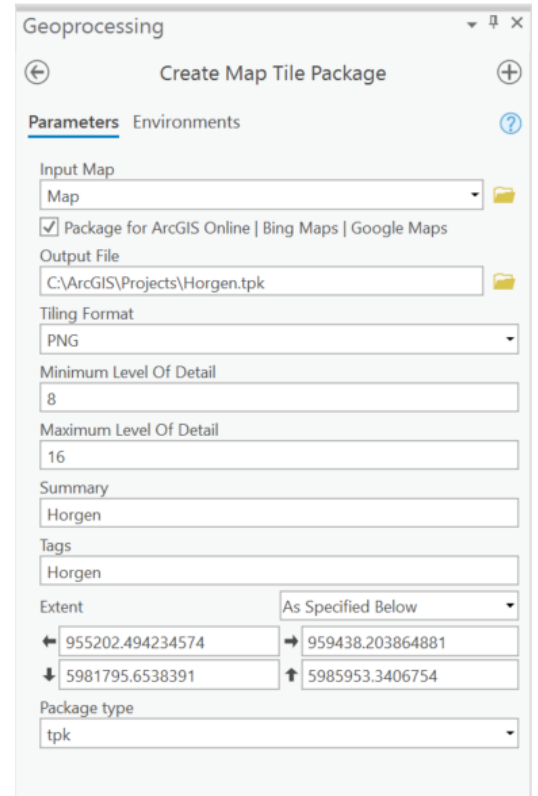 Geoprocessing
Create Map Tile Package
Parameters Environments
Input Map
Map
Package for ArcGIS Online | Bing Maps | Google Maps
Output File
C:\ArcGIS\Projects\Horgen.tpk
Tiling Format
PNG
Minimum Level Of Detail
8
Maximum Level Of Detail
16
Summary
Horgen
Tags
Horgen
Extent As Specified Below
955202.494234574 959438.203864881
5981795.6538391 5985953.3406754
Package type
tpk